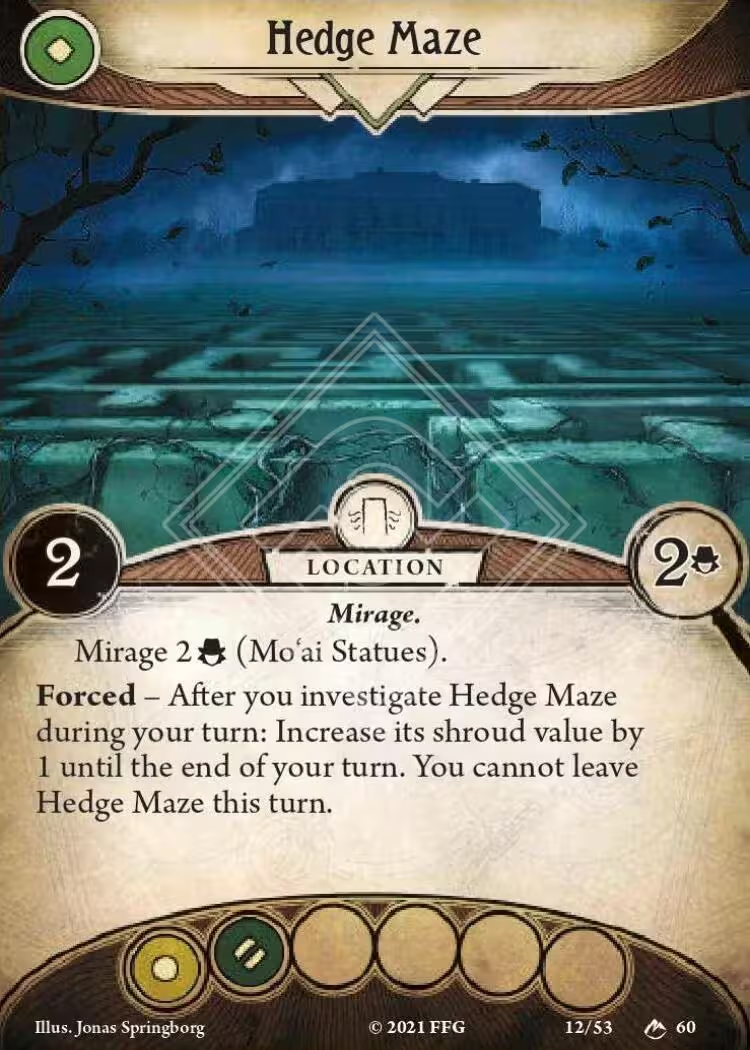 Hedge Maze
2
LOCATION
2
Mirage.
Mirage 2 (Mo‘ai Statues).
Forced – After you investigate Hedge Maze
during your turn: Increase its shroud value by
1 until the end of your turn. You cannot leave
Hedge Maze this turn.
Illus. Jonas Springborg
© 2021 FFG
12/53
60